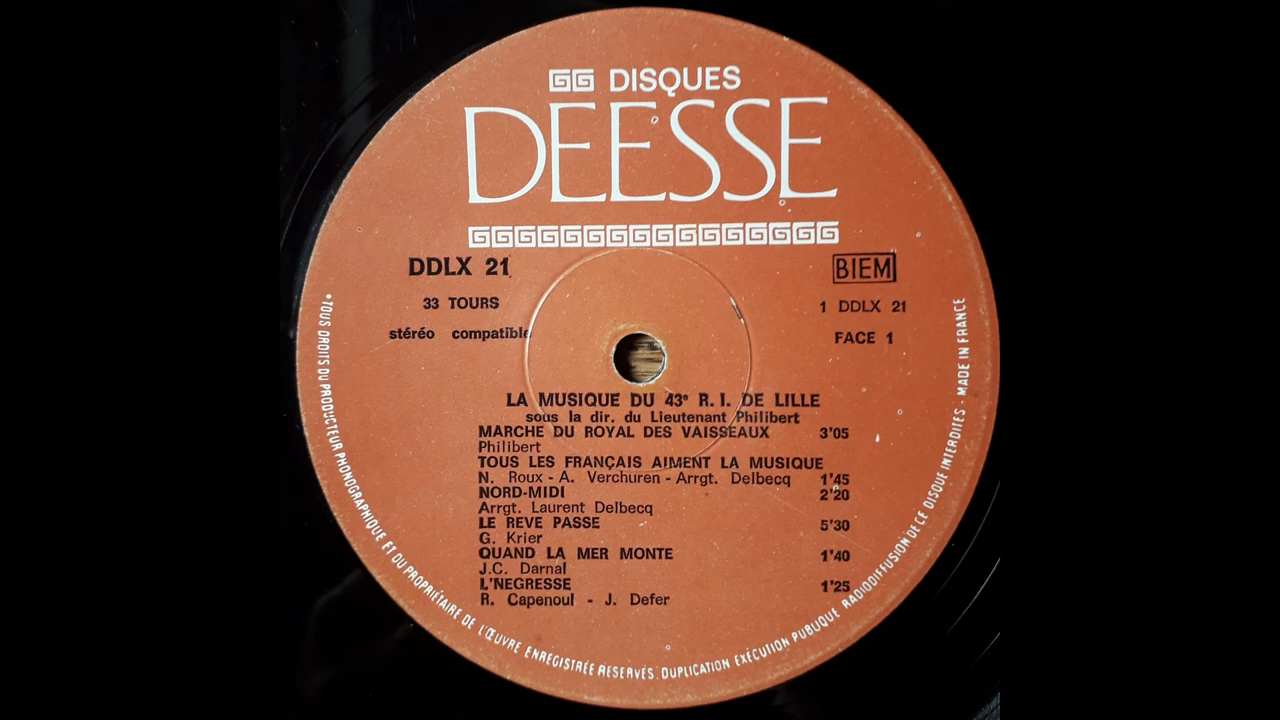 DISQUES
DEESSE
DDLX 21
BIEM
33 TOURS
1 DDLX 21
stéréo compatible
FACE 1
LA MUSIQUE DU 43e R. I. DE LILLE
sous la dir. du Lieutenant Philibert
MARCHE DU ROYAL DES VAISSEAUX 3'05
Philibert
TOUS LES FRANÇAIS AIMENT LA MUSIQUE
N. Roux - A. Verchuren - Arrgt. Delbecq 1'45
NORD-MIDI 2'20
Arrgt. Laurent Delbecq
LE REVE PASSE 5'30
G. Krier
QUAND LA MER MONTE 1'40
J.C. Darnal
L'NEGRESSE 1'25
R. Capenoul - J. Defer
•TOUS DROITS DU PRODUCTEUR PHONOGRAPHIQUE ET DU PROPRIÉTAIRE DE L'ŒUVRE ENREGISTRÉE RESERVÉS. DUPLICATION EXÉCUTION PUBLIQUE RADIODIFFUSION DE CE DISQUE INTERDITES - MADE IN FRANCE